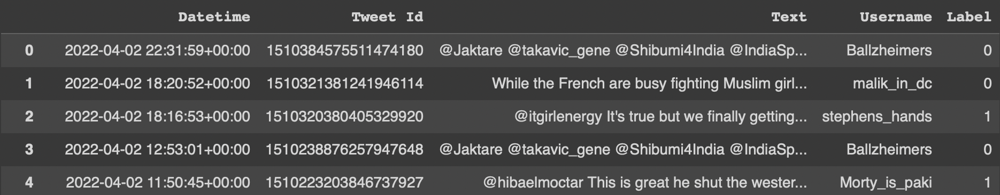 Datetime Tweet Id Text Username Label
0 2022-04-02 22:31:59+00:00 1510384575511474180 @Jaktare @takavic_gene @Shibumi4India @IndiaSp... Ballzheimers 0
1 2022-04-02 18:20:52+00:00 1510321381241946114 While the French are busy fighting Muslim girl... malik_in_dc 0
2 2022-04-02 18:16:53+00:00 1510320380405329920 @itgirlenergy It's true but we finally getting... stephens_hands 1
3 2022-04-02 12:53:01+00:00 1510238876257947648 @Jaktare @takavic_gene @Shibumi4India @IndiaSp... Ballzheimers 0
4 2022-04-02 11:50:45+00:00 1510223203846737927 @hibaelmoctar This is great he shut the wester... Morty_is_paki 1